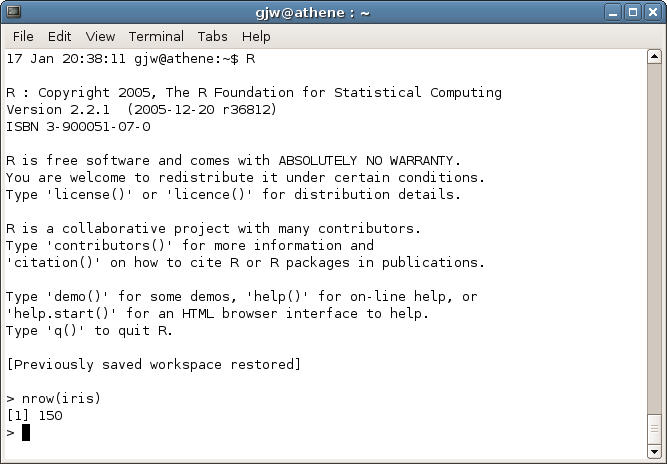 gjw@athene : ~
File Edit View Terminal Tabs Help
17 Jan 20:38:11 gjw@athene:~$ R
R : Copyright 2005, The R Foundation for Statistical Computing
Version 2.2.1  (2005-12-20 r36812)
ISBN 3-900051-07-0
R is free software and comes with ABSOLUTELY NO WARRANTY.
You are welcome to redistribute it under certain conditions.
Type 'license()' or 'licence()' for distribution details.
R is a collaborative project with many contributors.
Type 'contributors()' for more information and
'citation()' on how to cite R or R packages in publications.
Type 'demo()' for some demos, 'help()' for on-line help, or
'help.start()' for an HTML browser interface to help.
Type 'q()' to quit R.
[Previously saved workspace restored]
> nrow(iris)
[1] 150
>